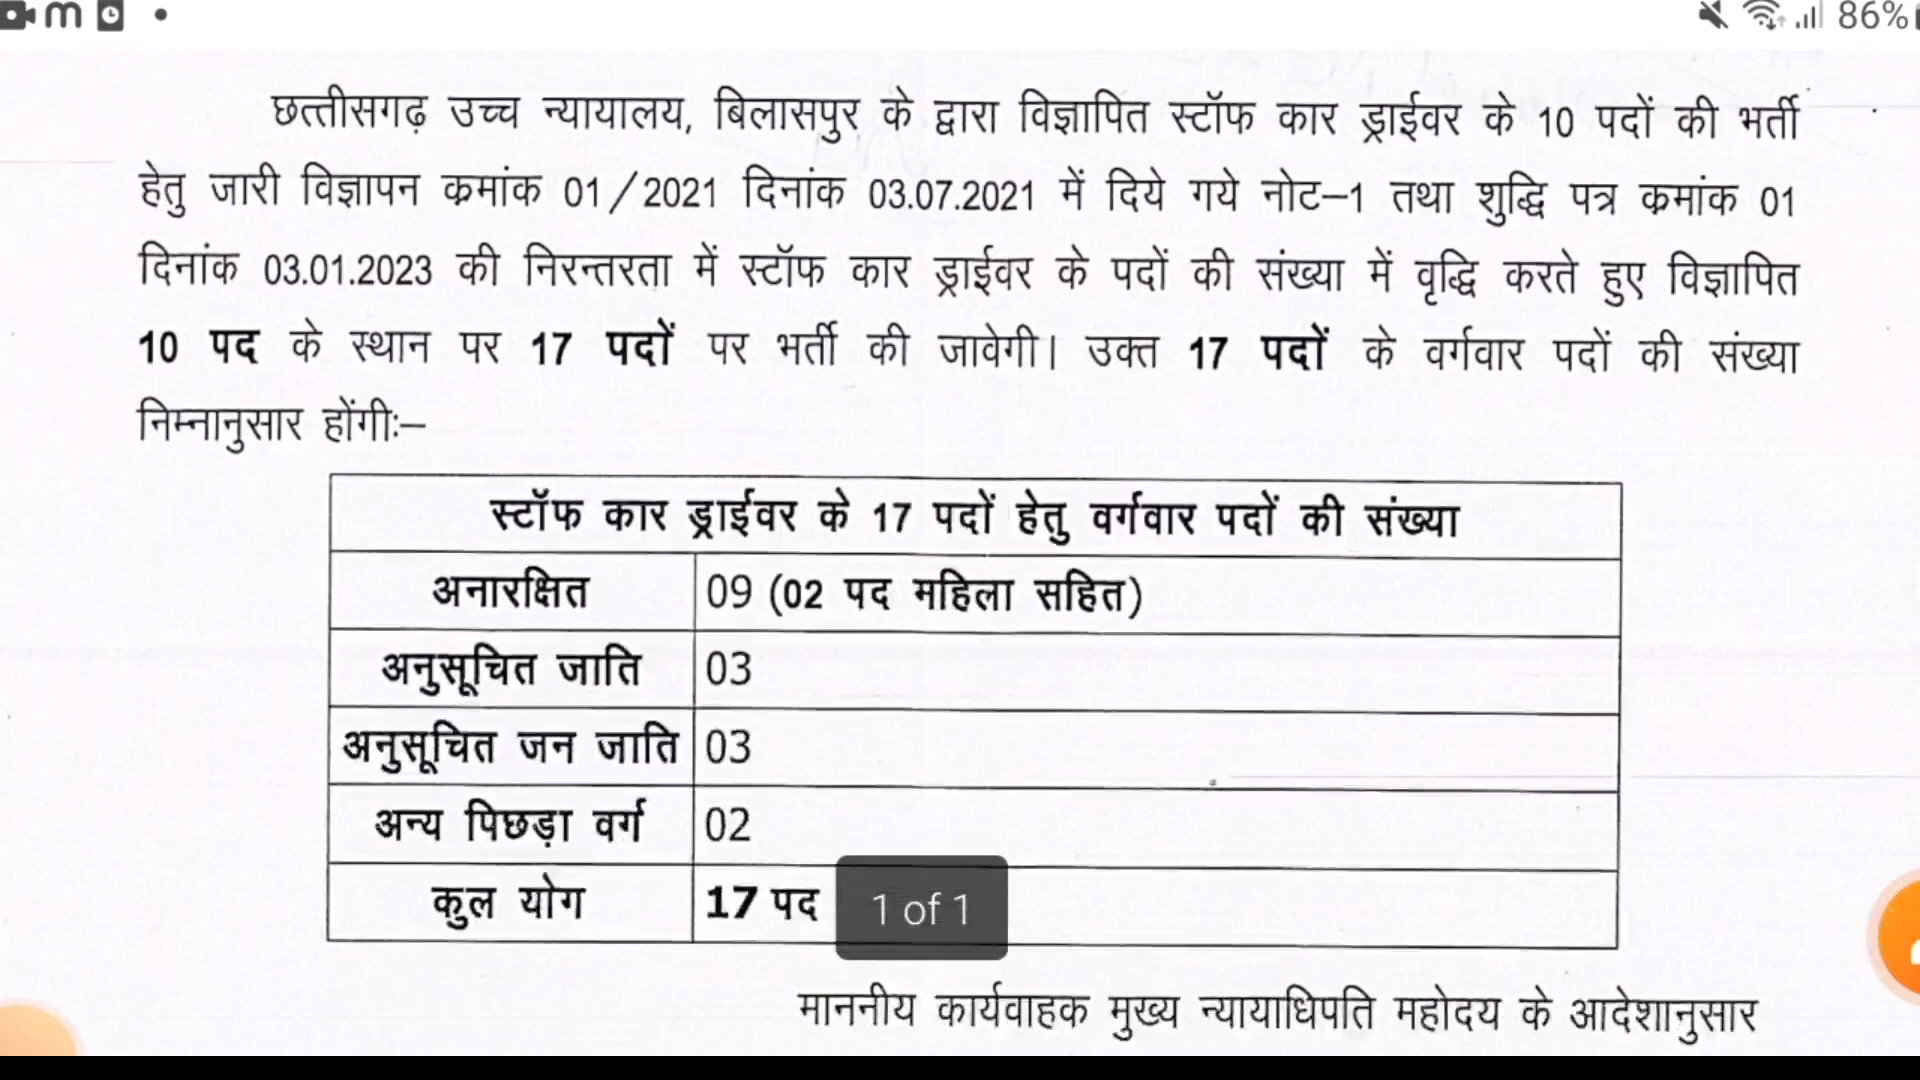 86%
छत्तीसगढ़ उच्च न्यायालय, बिलासपुर के द्वारा विज्ञापित स्टॉफ कार ड्राईवर के 10 पदों की भर्ती
हेतु जारी विज्ञापन क्रमांक 01/2021 दिनांक 03.07.2021 में दिये गये नोट–1 तथा शुद्धि पत्र क्रमांक 01
दिनांक 03.01.2023 की निरन्तरता में स्टॉफ कार ड्राईवर के पदों की संख्या में वृद्धि करते हुए विज्ञापित
10 पद के स्थान पर 17 पदों पर भर्ती की जावेगी। उक्त 17 पदों के वर्गवार पदों की संख्या
निम्नानुसार होंगीः–
स्टॉफ कार ड्राईवर के 17 पदों हेतु वर्गवार पदों की संख्या
अनारक्षित 09 (02 पद महिला सहित)
अनुसूचित जाति 03
अनुसूचित जन जाति 03
अन्य पिछड़ा वर्ग 02
कुल योग 17 पद
1 of 1
माननीय कार्यवाहक मुख्य न्यायाधिपति महोदय के आदेशानुसार